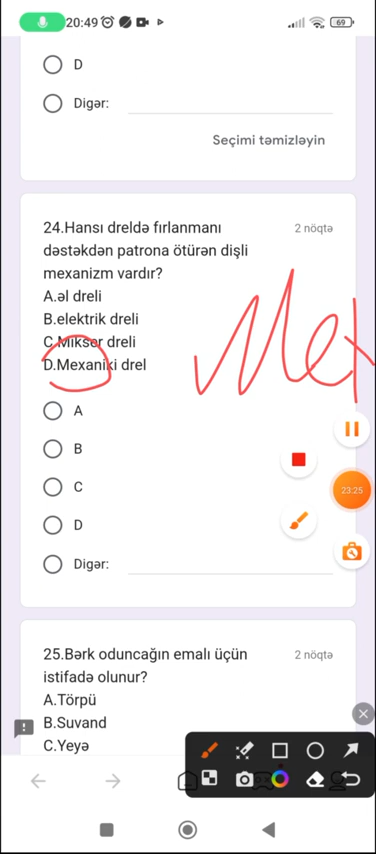 20:49
69
D
Digər:
Seçimi təmizləyin
24.Hansı dreldə fırlanmanı
2 nöqtə
dəstəkdən patrona ötürən dişli
mexanizm vardır?
A.əl dreli
B.elektrik dreli
C.Mikser dreli
D.Mexaniki drel
Mex
A
B
C
D
23:25
Digər:
25.Bərk oduncağın emalı üçün
2 nöqtə
istifadə olunur?
A.Törpü
B.Suvand
C.Yeyə